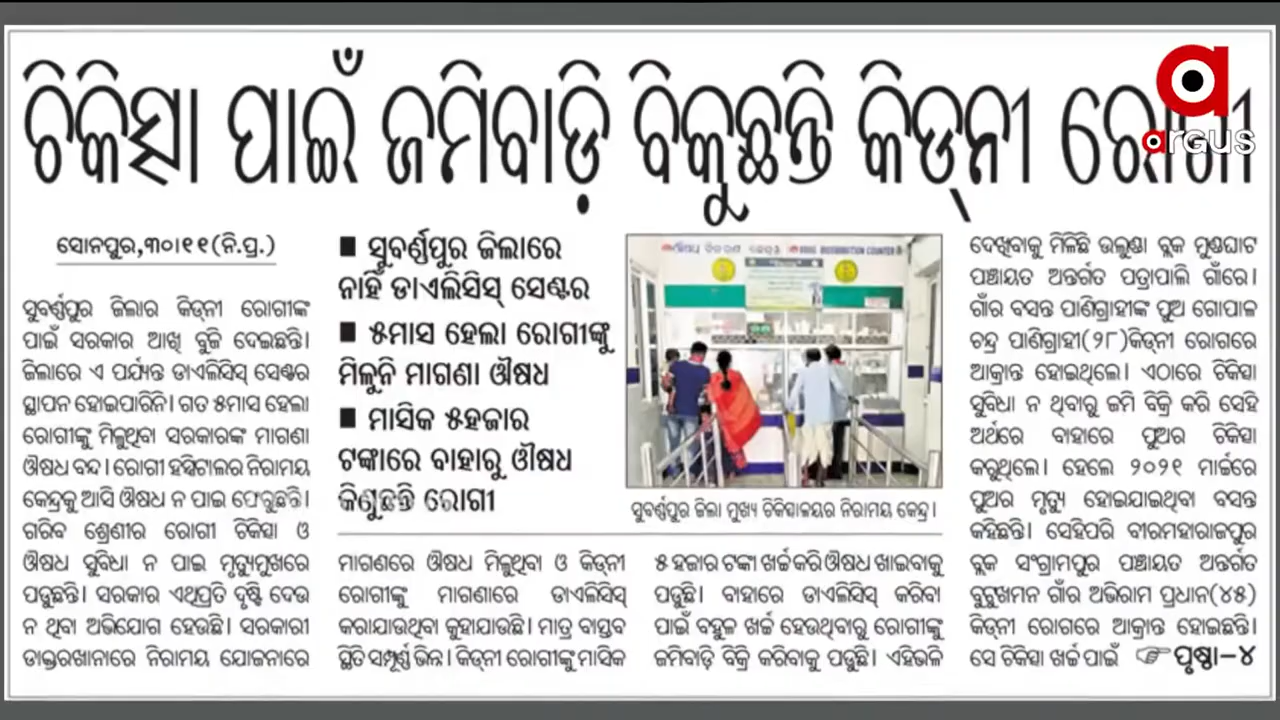 ଚିକିତ୍ସା ପାଇଁ ଜମିବାଡ଼ି ବିକୁଛନ୍ତି କିଡ୍‌ନୀ ରୋଗୀ
argus
ସୋନପୁର,୩୦।୧୧(ନି.ପ୍ର.)
ସୁବର୍ଣ୍ଣପୁର ଜିଲାର କିଡ୍‌ନୀ ରୋଗୀଙ୍କ
ପାଇଁ ସରକାର ଆଖି ବୁଜି ଦେଇଛନ୍ତି।
ଜିଲାରେ ଏ ପର୍ଯ୍ୟନ୍ତ ଡାଏଲିସିସ୍ ସେଣ୍ଟର
ସ୍ଥାପନ ହୋଇପାରିନି। ଗତ ୫ମାସ ହେଲା
ରୋଗୀଙ୍କୁ ମିଳୁଥିବା ସରକାରଙ୍କ ମାଗଣା
ଔଷଧ ବନ୍ଦ। ରୋଗୀ ହସ୍ପିଟାଲର ନିରାମୟ
କେନ୍ଦ୍ରକୁ ଆସି ଔଷଧ ନ ପାଇ ଫେରୁଛନ୍ତି।
ଗରିବ ଶ୍ରେଣୀର ରୋଗୀ ଚିକିତ୍ସା ଓ
ଔଷଧ ସୁବିଧା ନ ପାଇ ମୃତ୍ୟୁମୁଖରେ
ପଡୁଛନ୍ତି। ସରକାର ଏଥିପ୍ରତି ଦୃଷ୍ଟି ଦେଉ
ନ ଥିବା ଅଭିଯୋଗ ହେଉଛି। ସରକାରୀ
ଡାକ୍ତରଖାନାରେ ନିରାମୟ ଯୋଜନାରେ
■ ସୁବର୍ଣ୍ଣପୁର ଜିଲାରେ
ନାହିଁ ଡାଏଲିସିସ୍ ସେଣ୍ଟର
■ ୫ମାସ ହେଲା ରୋଗୀଙ୍କୁ
ମିଳୁନି ମାଗଣା ଔଷଧ
■ ମାସିକ ୫ହଜାର
ଟଙ୍କାରେ ବାହାରୁ ଔଷଧ
କିଣୁଛନ୍ତି ରୋଗୀ
DRUG DISTRIBUTION COUNTER
ସୁବର୍ଣ୍ଣପୁର ଜିଲା ମୁଖ୍ୟ ଚିକିତ୍ସାଳୟର ନିରାମୟ କେନ୍ଦ୍ର।
ମାଗଣାରେ ଔଷଧ ମିଳୁଥିବା ଓ କିଡ୍‌ନୀ
ରୋଗୀଙ୍କୁ ମାଗଣାରେ ଡାଏଲିସିସ୍
କରାଯାଉଥିବା କୁହାଯାଉଛି। ମାତ୍ର ବାସ୍ତବ
ସ୍ଥିତି ସମ୍ପୂର୍ଣ୍ଣ ଭିନ୍ନ। କିଡ୍‌ନୀ ରୋଗୀଙ୍କୁ ମାସିକ
୫ ହଜାର ଟଙ୍କା ଖର୍ଚ୍ଚ କରି ଔଷଧ ଖାଇବାକୁ
ପଡୁଛି। ବାହାରେ ଡାଏଲିସିସ୍ କରିବା
ପାଇଁ ବହୁଳ ଖର୍ଚ୍ଚ ହେଉଥିବାରୁ ରୋଗୀଙ୍କୁ
ଜମିବାଡ଼ି ବିକ୍ରି କରିବାକୁ ପଡୁଛି। ଏହିଭଳି
ଦେଖିବାକୁ ମିଳିଛି ଉଲୁଣ୍ଡା ବ୍ଲକ ମୁଣ୍ଡଘାଟ
ପଞ୍ଚାୟତ ଅନ୍ତର୍ଗତ ପତ୍ରାପାଲି ଗାଁରେ।
ଗାଁର ବସନ୍ତ ପାଣିଗ୍ରାହୀଙ୍କ ପୁଅ ଗୋପାଳ
ଚନ୍ଦ୍ର ପାଣିଗ୍ରାହୀ(୨୮)କିଡ୍‌ନୀ ରୋଗରେ
ଆକ୍ରାନ୍ତ ହୋଇଥିଲେ। ଏଠାରେ ଚିକିତ୍ସା
ସୁବିଧା ନ ଥିବାରୁ ଜମି ବିକ୍ରି କରି ସେହି
ଅର୍ଥରେ ବାହାରେ ପୁଅର ଚିକିତ୍ସା
କରୁଥିଲେ। ହେଲେ ୨୦୨୧ ମାର୍ଚ୍ଚରେ
ପୁଅର ମୃତ୍ୟୁ ହୋଇଯାଇଥିବା ବସନ୍ତ
କହିଛନ୍ତି। ସେହିପରି ବୀରମହାରାଜପୁର
ବ୍ଲକ ସଂଗ୍ରାମପୁର ପଞ୍ଚାୟତ ଅନ୍ତର୍ଗତ
ବୁଟୁଖମନ ଗାଁର ଅଭିରାମ ପ୍ରଧାନ(୪୫)
କିଡ୍‌ନୀ ରୋଗରେ ଆକ୍ରାନ୍ତ ହୋଇଛନ୍ତି।
ସେ ଚିକିତ୍ସା ଖର୍ଚ୍ଚ ପାଇଁ ☞ ପୃଷ୍ଠା–୪